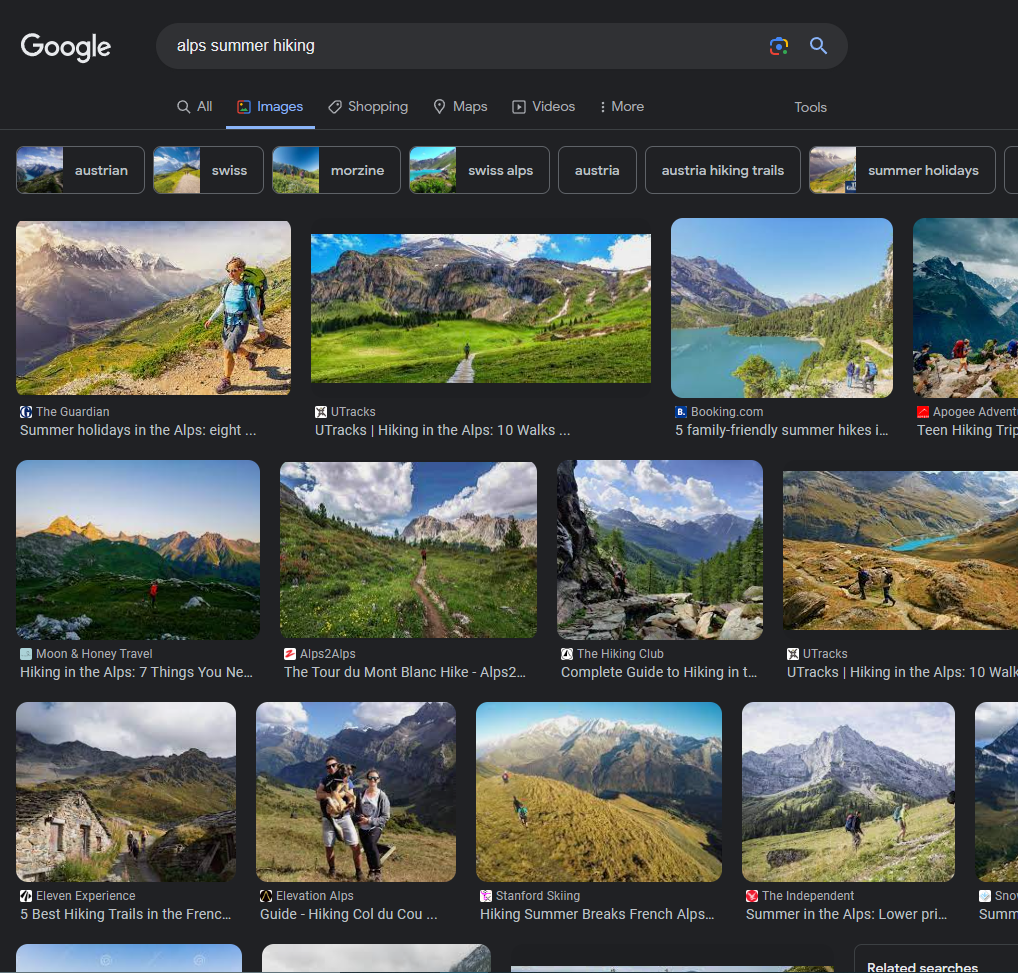 Google
alps summer hiking
All Images Shopping Maps Videos More Tools
austrian swiss morzine swiss alps austria austria hiking trails summer holidays
The Guardian
Summer holidays in the Alps: eight ...
UTracks
UTracks | Hiking in the Alps: 10 Walks ...
B. Booking.com
5 family-friendly summer hikes i...
Apogee Advent
Teen Hiking Trip
Moon & Honey Travel
Hiking in the Alps: 7 Things You Ne...
Alps2Alps
The Tour du Mont Blanc Hike - Alps2...
The Hiking Club
Complete Guide to Hiking in t...
UTracks
UTracks | Hiking in the Alps: 10 Walk
Eleven Experience
5 Best Hiking Trails in the Frenc...
Elevation Alps
Guide - Hiking Col du Cou ...
Stanford Skiing
Hiking Summer Breaks French Alps...
The Independent
Summer in the Alps: Lower pri...
Sno
Summ
Related searches